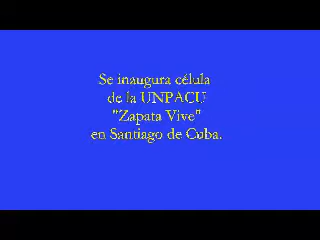 Se inaugura célula
de la UNPACU
"Zapata Vive"
en Santiago de Cuba.